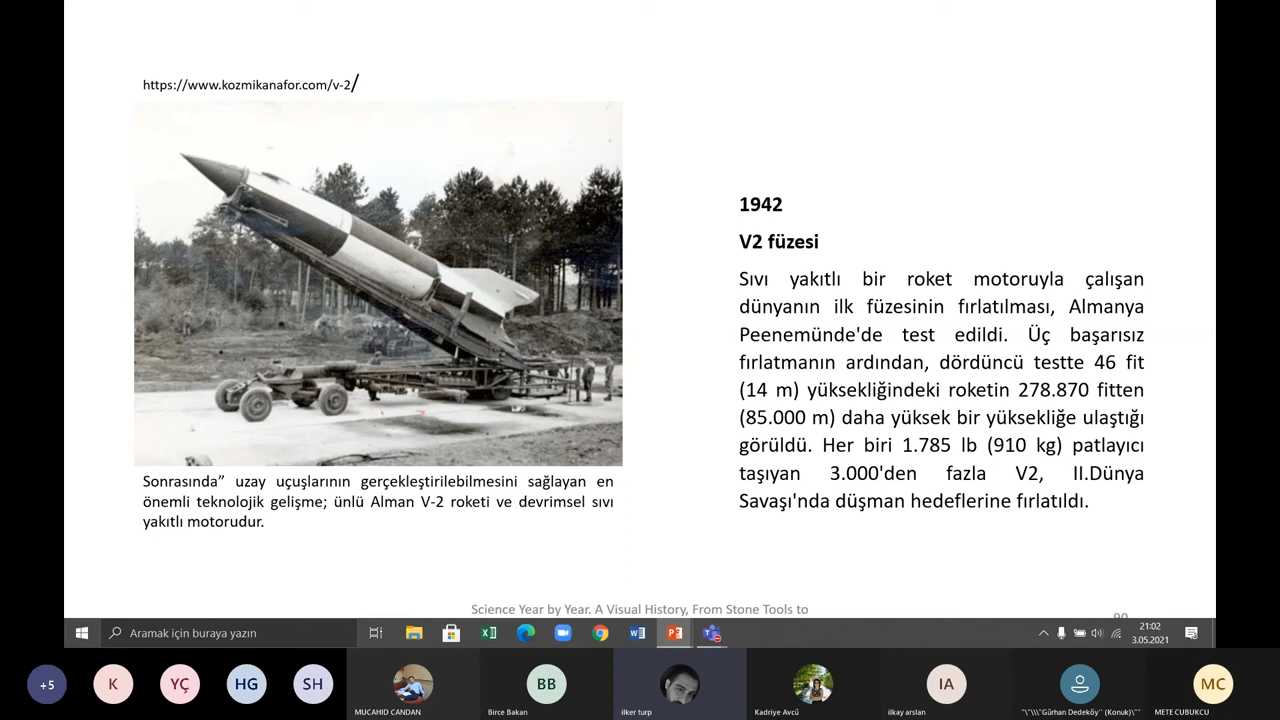 https://www.kozmikanafor.com/v-2/
Sonrasında” uzay uçuşlarının gerçekleştirilebilmesini sağlayan en
önemli teknolojik gelişme; ünlü Alman V-2 roketi ve devrimsel sıvı
yakıtlı motorudur.
1942
V2 füzesi
Sıvı yakıtlı bir roket motoruyla çalışan
dünyanın ilk füzesinin fırlatılması, Almanya
Peenemünde'de test edildi. Üç başarısız
fırlatmanın ardından, dördüncü testte 46 fit
(14 m) yüksekliğindeki roketin 278.870 fitten
(85.000 m) daha yüksek bir yüksekliğe ulaştığı
görüldü. Her biri 1.785 lb (910 kg) patlayıcı
taşıyan 3.000'den fazla V2, II.Dünya
Savaşı'nda düşman hedeflerine fırlatıldı.
Science Year by Year. A Visual History, From Stone Tools to
Aramak için buraya yazın
21:02
3.05.2021
+5
K
YÇ
HG
SH
MUCAHID CANDAN
BB
Birce Bakan
ilker turp
Kadriye Avcü
IA
ilkay arslan
"\"\\\"Gürhan Dedeköy" (Konuk)\""
MC
METE CUBUKCU